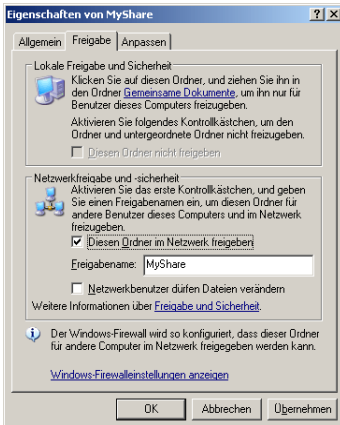 Eigenschaften von MyShare
Allgemein Freigabe Anpassen
Lokale Freigabe und Sicherheit
Klicken Sie auf diesen Ordner, und ziehen Sie ihn in
den Ordner Gemeinsame Dokumente, um ihn nur für
Benutzer dieses Computers freizugeben.
Aktivieren Sie folgendes Kontrollkästchen, um den
Ordner und untergeordnete Ordner nicht freizugeben.
Diesen Ordner nicht freigeben
Netzwerkfreigabe und -sicherheit
Aktivieren Sie das erste Kontrollkästchen, und geben
Sie einen Freigabenamen ein, um diesen Ordner für
andere Benutzer dieses Computers und im Netzwerk
freizugeben.
Diesen Ordner im Netzwerk freigeben
Freigabename: MyShare
Netzwerkbenutzer dürfen Dateien verändern
Weitere Informationen über Freigabe und Sicherheit.
Der Windows-Firewall wird so konfiguriert, dass dieser Ordner
für andere Computer im Netzwerk freigegeben werden kann.
Windows-Firewalleinstellungen anzeigen
OK Abbrechen Übernehmen